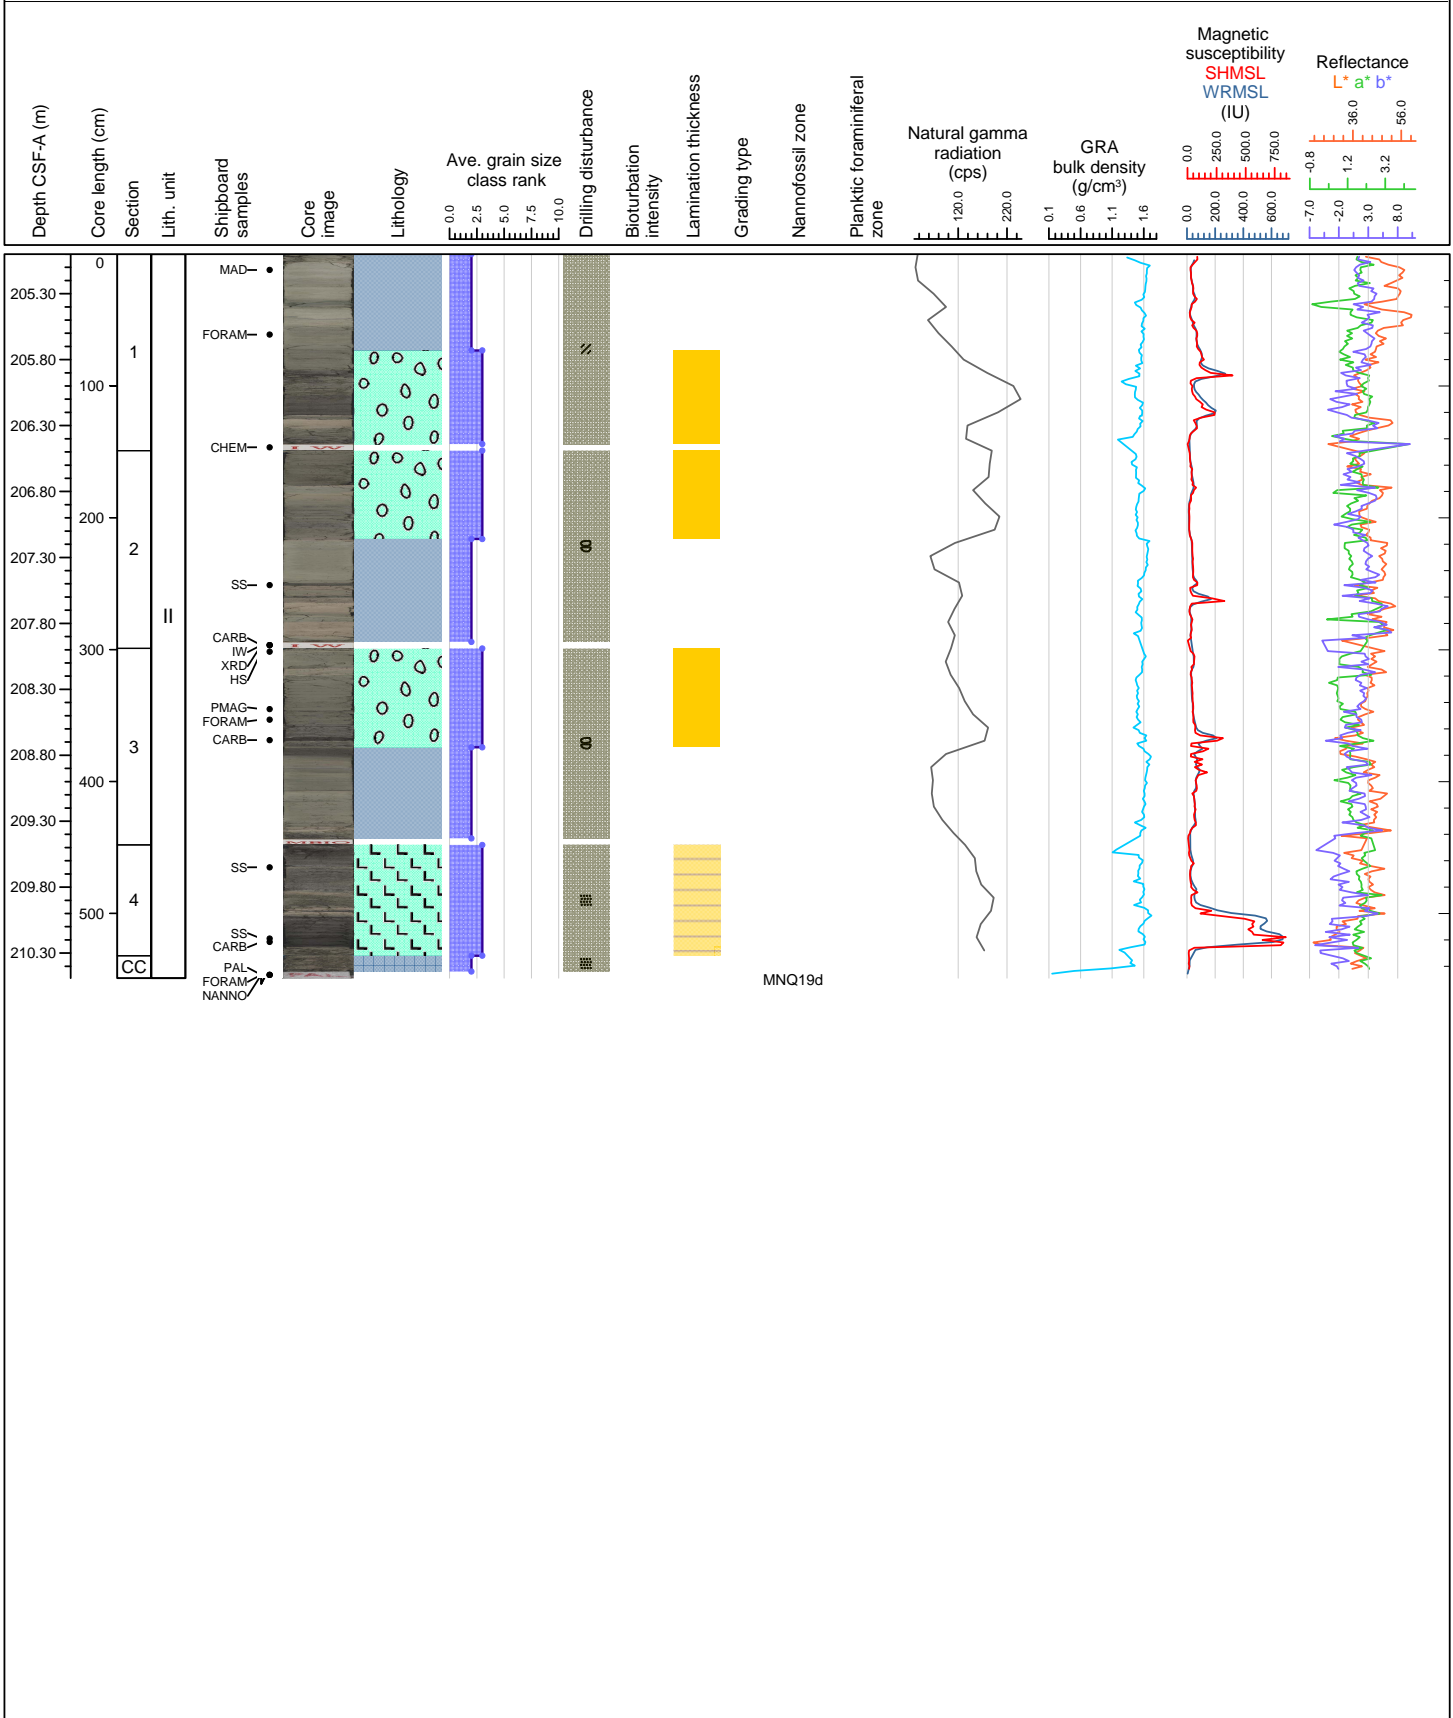 Depth CSF-A (m)
Core length (cm)
Section
Lith. unit
Shipboard
samples
Core
image
Lithology
Ave. grain size
class rank
0.0 2.5 5.0 7.5 10.0
Drilling disturbance
Bioturbation
intensity
Lamination thickness
Grading type
Nannofossil zone
Planktic foraminiferal
zone
Natural gamma
radiation
(cps)
120.0 220.0
GRA
bulk density
(g/cm³)
0.1 0.6 1.1 1.6
Magnetic
susceptibility
SHMSL
WRMSL
(IU)
0.0 250.0 500.0 750.0
0.0 200.0 400.0 600.0
Reflectance
L* a* b*
36.0 56.0
-0.8 1.2 3.2
-7.0 -2.0 3.0 8.0
205.30
205.80
206.30
206.80
207.30
207.80
208.30
208.80
209.30
209.80
210.30
0
100
200
300
400
500
1
2
3
4
CC
II
MAD
FORAM
CHEM
SS
CARB
IW
XRD
HS
PMAG
FORAM
CARB
SS
SS
CARB
PAL
FORAM
NANNO
I W
I W
MBIO
PAL
MNQ19d